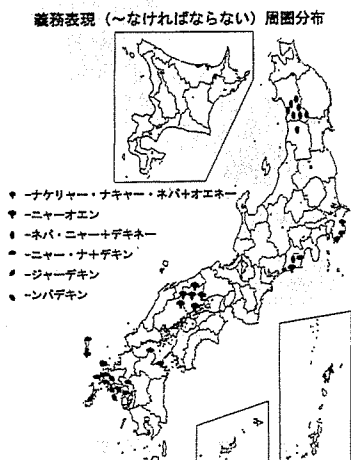 義務表現（～なければならない）周圏分布
-ナケリャー・ナキャー・ネバ+オエネー
-ニャーオエン
-ネバ・ニャー+デキネー
-ニャー・ナ+デキン
-ジャーデキン
-ンバデキン